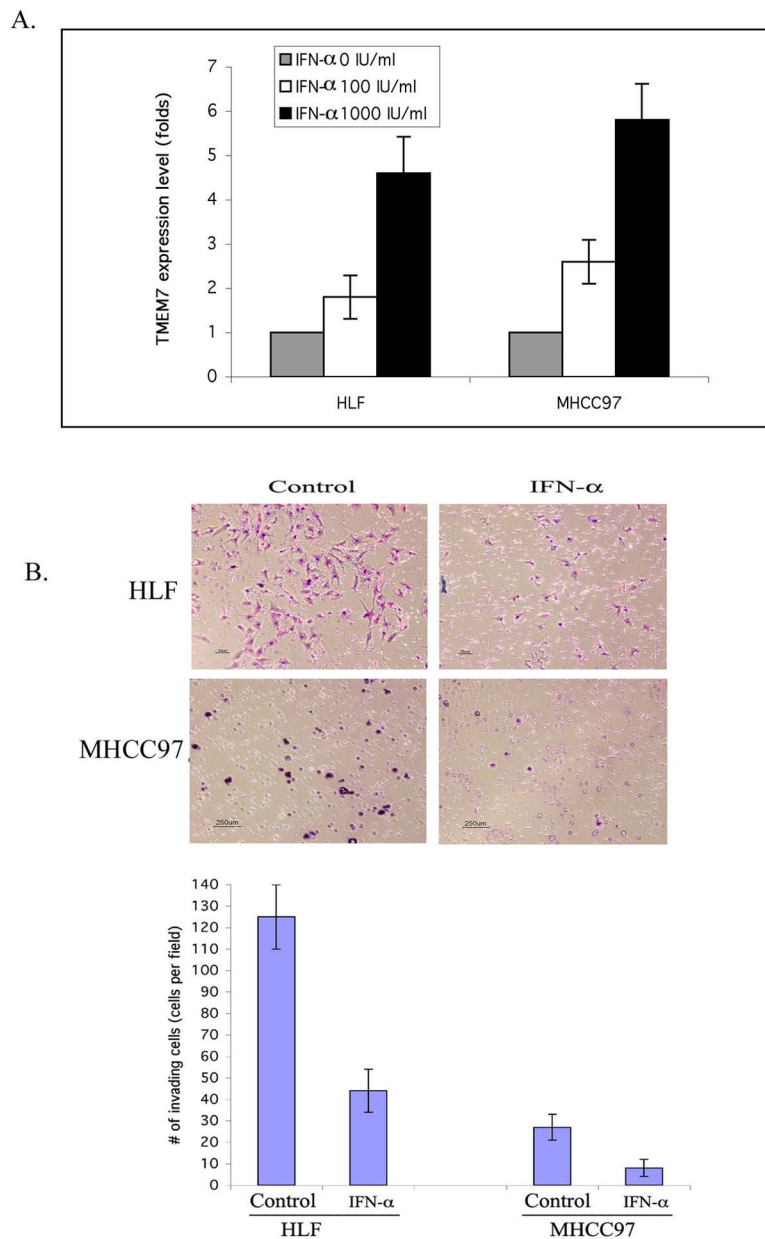 A.
IFN-α 0 IU/ml
IFN-α 100 IU/ml
IFN-α 1000 IU/ml
TMEM7 expression level (folds)
7
6
5
4
3
2
1
0
HLF
MHCC97
B.
Control
IFN-α
HLF
MHCC97
250um
250um
# of invading cells (cells per field)
140
130
120
110
100
90
80
70
60
50
40
30
20
10
0
Control
IFN-α
Control
IFN-α
HLF
MHCC97